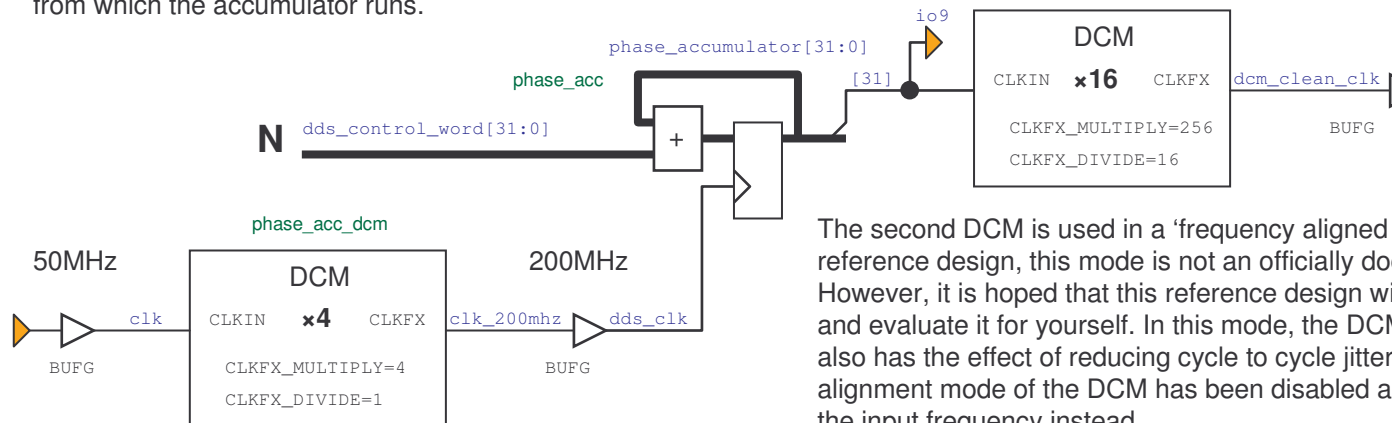 from which the accumulator runs.
io9
phase_accumulator[31:0]
phase_acc
[31]
DCM
CLKIN ×16 CLKFX
dcm_clean_clk
CLKFX_MULTIPLY=256
CLKFX_DIVIDE=16
BUFG
N dds_control_word[31:0]
+
phase_acc_dcm
50MHz
DCM
200MHz
clk
CLKIN ×4 CLKFX
clk_200mhz
dds_clk
BUFG
CLKFX_MULTIPLY=4
CLKFX_DIVIDE=1
BUFG
The second DCM is used in a ‘frequency aligned
reference design, this mode is not an officially do
However, it is hoped that this reference design wi
and evaluate it for yourself. In this mode, the DCM
also has the effect of reducing cycle to cycle jitter
alignment mode of the DCM has been disabled a
the input frequency instead